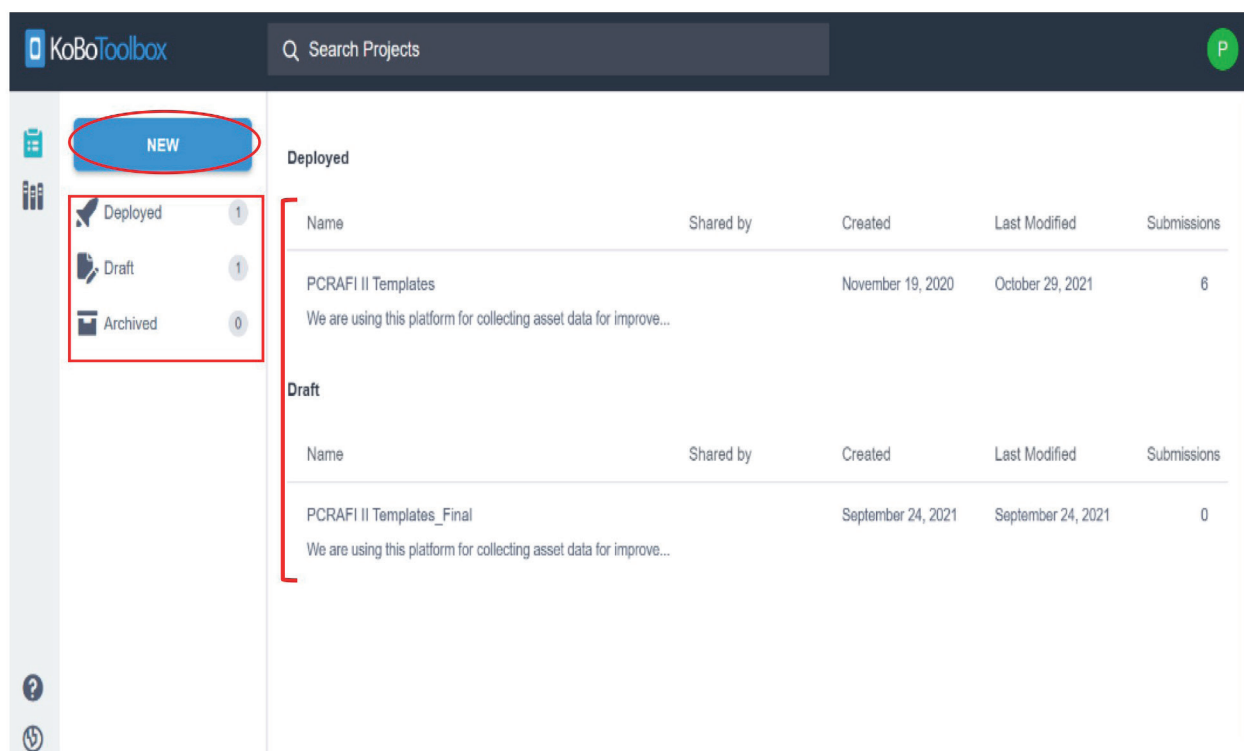 KoBoToolbox
Search Projects
P
NEW
Deployed 1
Draft 1
Archived 0
Deployed
Name Shared by Created Last Modified Submissions
PCRAFI II Templates November 19, 2020 October 29, 2021 6
We are using this platform for collecting asset data for improve...
Draft
Name Shared by Created Last Modified Submissions
PCRAFI II Templates_Final September 24, 2021 September 24, 2021 0
We are using this platform for collecting asset data for improve...
?